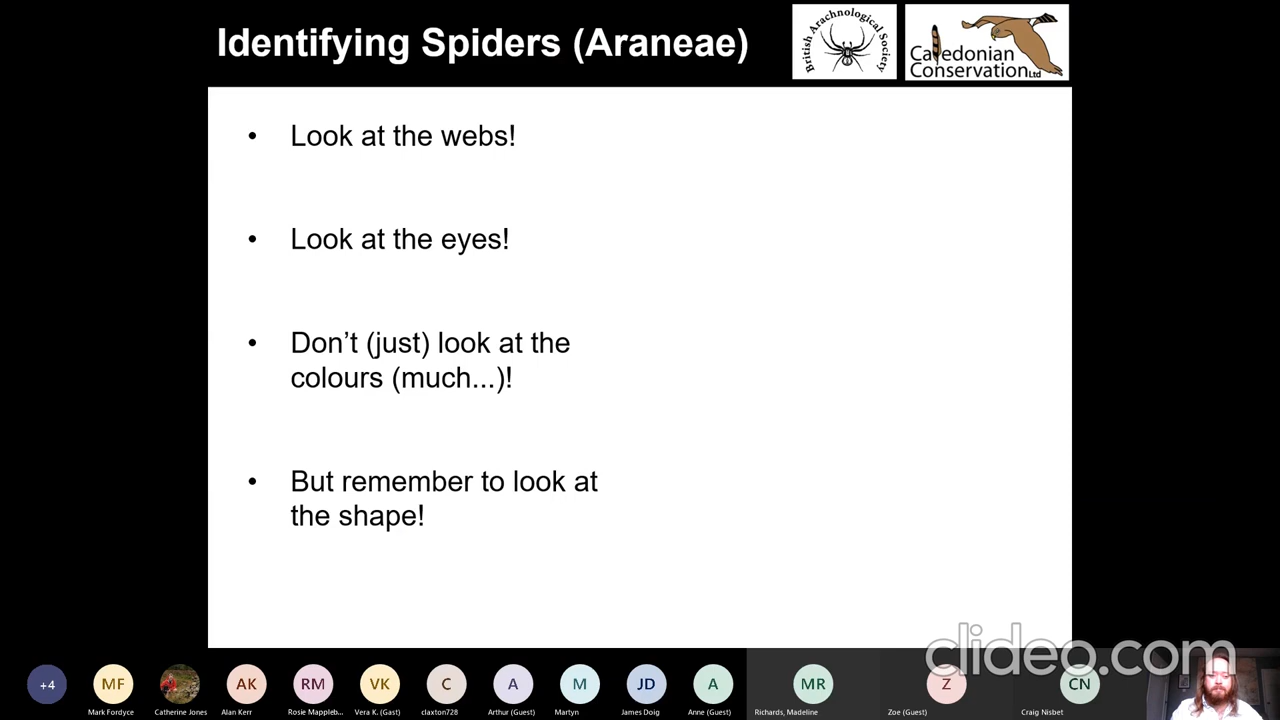 Identifying Spiders (Araneae)
British Arachnological Society
Caledonian
Conservation Ltd
• Look at the webs!
• Look at the eyes!
• Don’t (just) look at the
colours (much...)!
• But remember to look at
the shape!
clideo.com
+4
MF
AK
RM
VK
C
A
M
JD
A
MR
Z
CN
Mark Fordyce
Catherine Jones
Alan Kerr
Rosie Mappleb...
Vera K. (Gast)
claxton728
Arthur (Guest)
Martyn
James Doig
Anne (Guest)
Richards, Madeline
Zoe (Guest)
Craig Nisbet